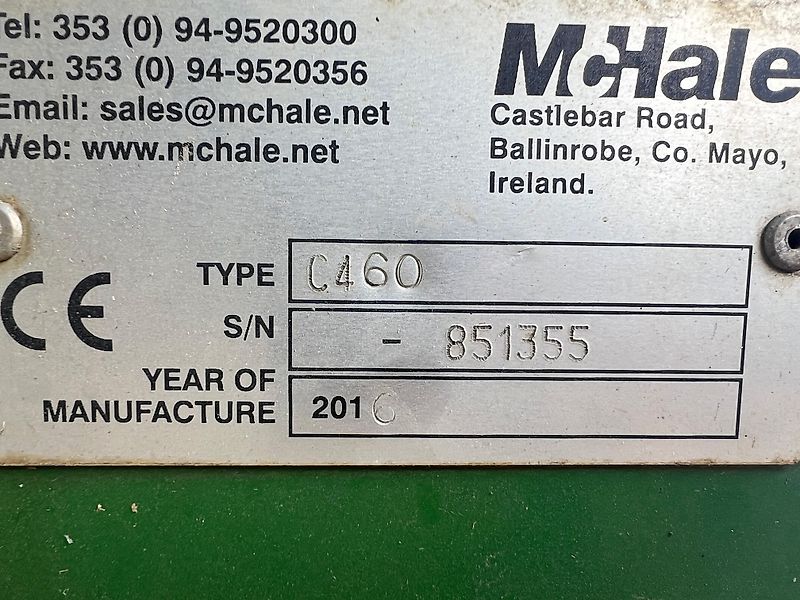 Tel: 353 (0) 94-9520300
Fax: 353 (0) 94-9520356
Email: sales@mchale.net
Web: www.mchale.net
McHale
Castlebar Road,
Ballinrobe, Co. Mayo,
Ireland.
CE
TYPE C460
S/N - 851355
YEAR OF
MANUFACTURE 2016